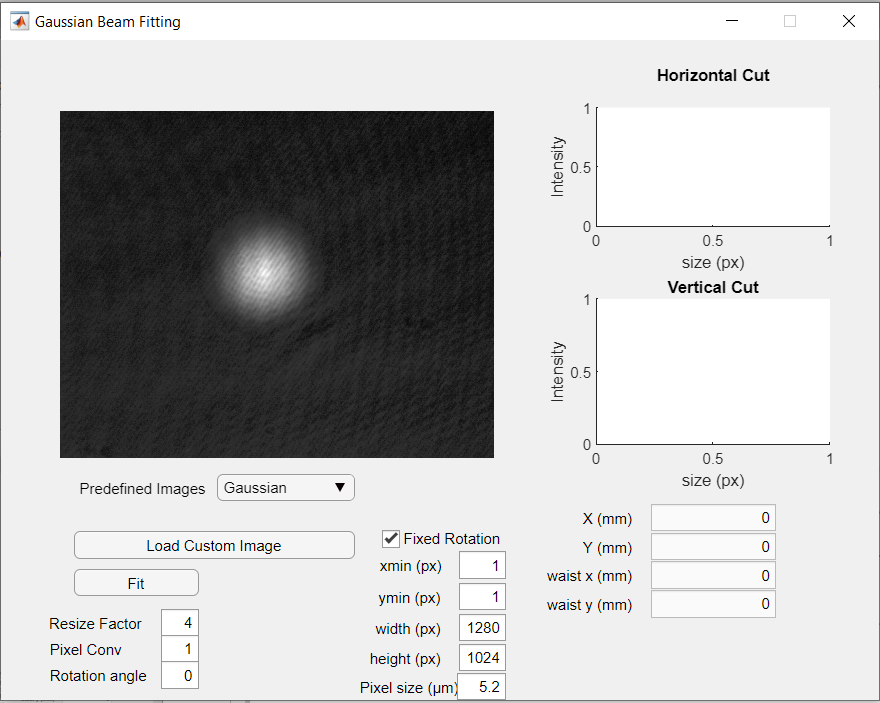 Gaussian Beam Fitting
Horizontal Cut
1
0.5
0
Intensity
0 0.5 1
size (px)
Vertical Cut
1
0.5
0
Intensity
0 0.5 1
size (px)
Predefined Images Gaussian
Load Custom Image
Fit
Resize Factor 4
Pixel Conv 1
Rotation angle 0
Fixed Rotation
xmin (px) 1
ymin (px) 1
width (px) 1280
height (px) 1024
Pixel size (μm) 5.2
X (mm) 0
Y (mm) 0
waist x (mm) 0
waist y (mm) 0